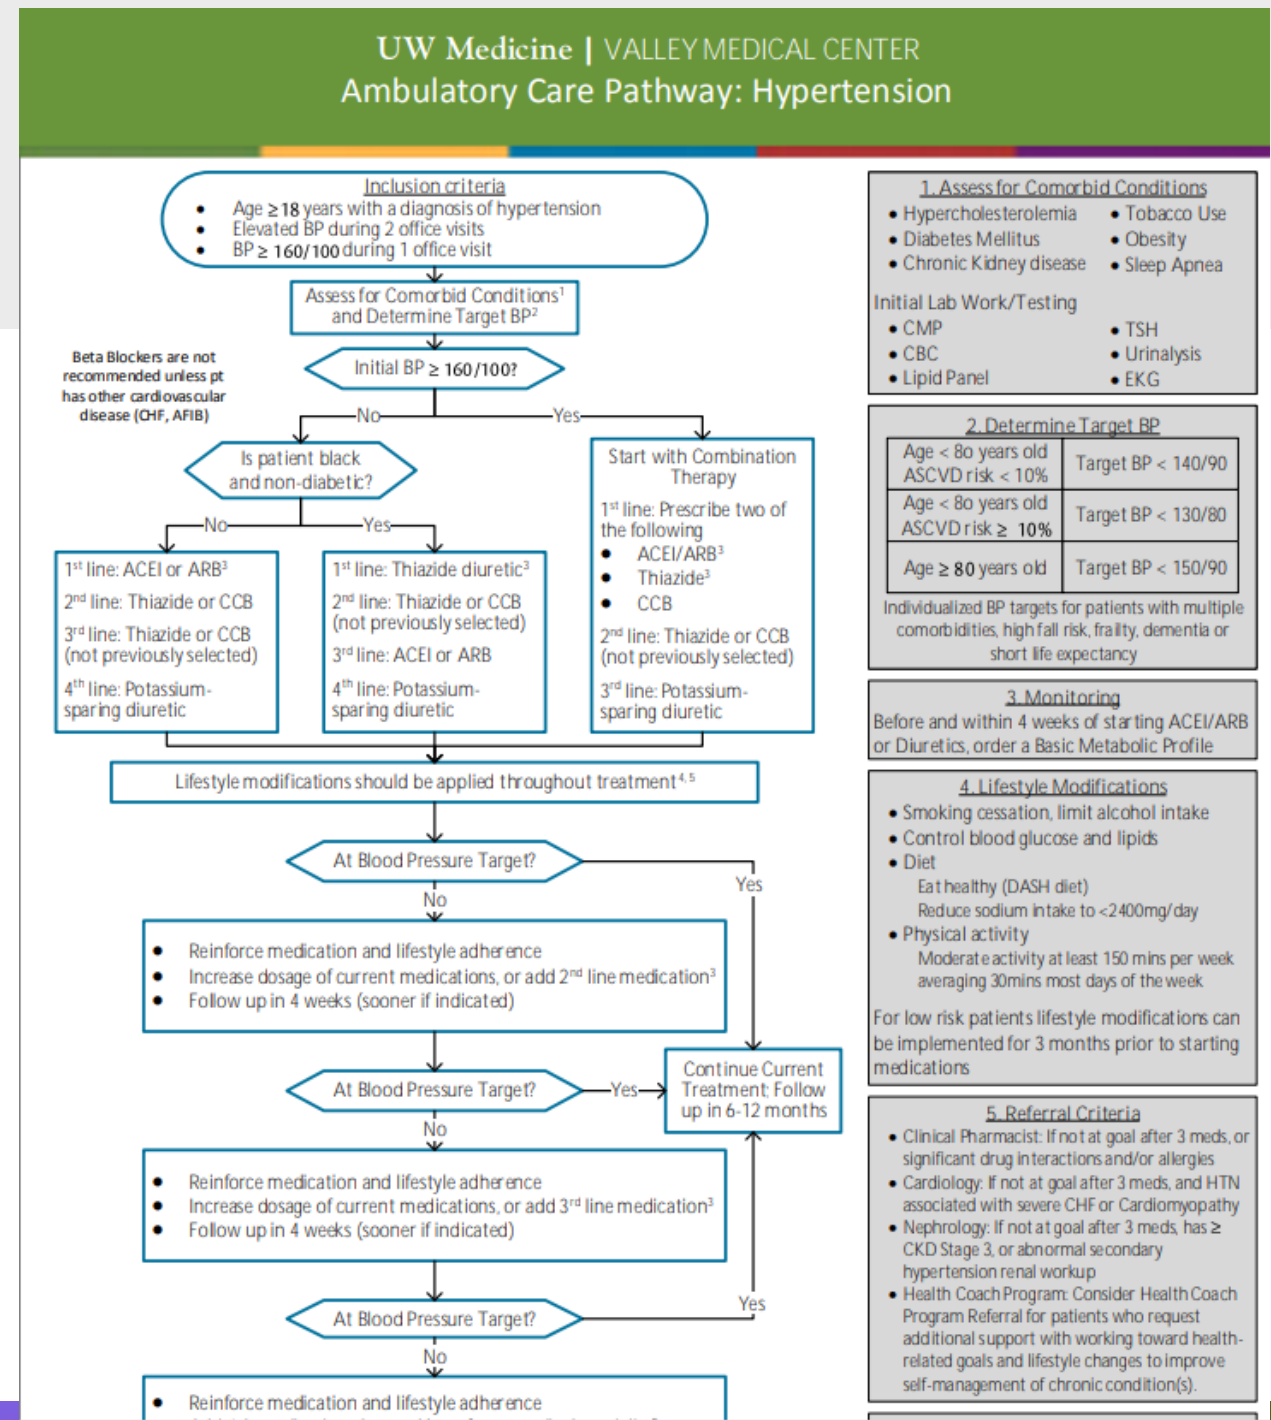 UW Medicine | VALLEY MEDICAL CENTER
Ambulatory Care Pathway: Hypertension
Inclusion criteria
● Age ≥18 years with a diagnosis of hypertension
● Elevated BP during 2 office visits
● BP ≥ 160/100 during 1 office visit
Assess for Comorbid Conditions¹
and Determine Target BP²
Beta Blockers are not
recommended unless pt
has other cardiovascular
disease (CHF, AFIB)
Initial BP ≥ 160/100?
No
Yes
Is patient black
and non-diabetic?
No
Yes
1st line: ACEI or ARB³
2nd line: Thiazide or CCB
3rd line: Thiazide or CCB
(not previously selected)
4th line: Potassium-
sparing diuretic
1st line: Thiazide diuretic³
2nd line: Thiazide or CCB
(not previously selected)
3rd line: ACEI or ARB
4th line: Potassium-
sparing diuretic
Start with Combination
Therapy
1st line: Prescribe two of
the following
● ACEI/ARB³
● Thiazide³
● CCB
2nd line: Thiazide or CCB
(not previously selected)
3rd line: Potassium-
sparing diuretic
Lifestyle modifications should be applied throughout treatment⁴,⁵
At Blood Pressure Target?
Yes
No
● Reinforce medication and lifestyle adherence
● Increase dosage of current medications, or add 2nd line medication³
● Follow up in 4 weeks (sooner if indicated)
At Blood Pressure Target?
Yes
Continue Current
Treatment; Follow
up in 6-12 months
No
● Reinforce medication and lifestyle adherence
● Increase dosage of current medications, or add 3rd line medication³
● Follow up in 4 weeks (sooner if indicated)
At Blood Pressure Target?
Yes
No
● Reinforce medication and lifestyle adherence
1. Assess for Comorbid Conditions
● Hypercholesterolemia ● Tobacco Use
● Diabetes Mellitus ● Obesity
● Chronic Kidney disease ● Sleep Apnea
Initial Lab Work/Testing
● CMP ● TSH
● CBC ● Urinalysis
● Lipid Panel ● EKG
2. Determine Target BP
Age < 80 years old
ASCVD risk < 10%
Target BP < 140/90
Age < 80 years old
ASCVD risk ≥ 10%
Target BP < 130/80
Age ≥ 80 years old
Target BP < 150/90
Individualized BP targets for patients with multiple
comorbidities, high fall risk, frailty, dementia or
short life expectancy
3. Monitoring
Before and within 4 weeks of starting ACEI/ARB
or Diuretics, order a Basic Metabolic Profile
4. Lifestyle Modifications
● Smoking cessation, limit alcohol intake
● Control blood glucose and lipids
● Diet
Eat healthy (DASH diet)
Reduce sodium intake to <2400mg/day
● Physical activity
Moderate activity at least 150 mins per week
averaging 30mins most days of the week
For low risk patients lifestyle modifications can
be implemented for 3 months prior to starting
medications
5. Referral Criteria
● Clinical Pharmacist: If not at goal after 3 meds, or
significant drug interactions and/or allergies
● Cardiology: If not at goal after 3 meds, and HTN
associated with severe CHF or Cardiomyopathy
● Nephrology: If not at goal after 3 meds, has ≥
CKD Stage 3, or abnormal secondary
hypertension renal workup
● Health Coach Program: Consider Health Coach
Program Referral for patients who request
additional support with working toward health-
related goals and lifestyle changes to improve
self-management of chronic condition(s).